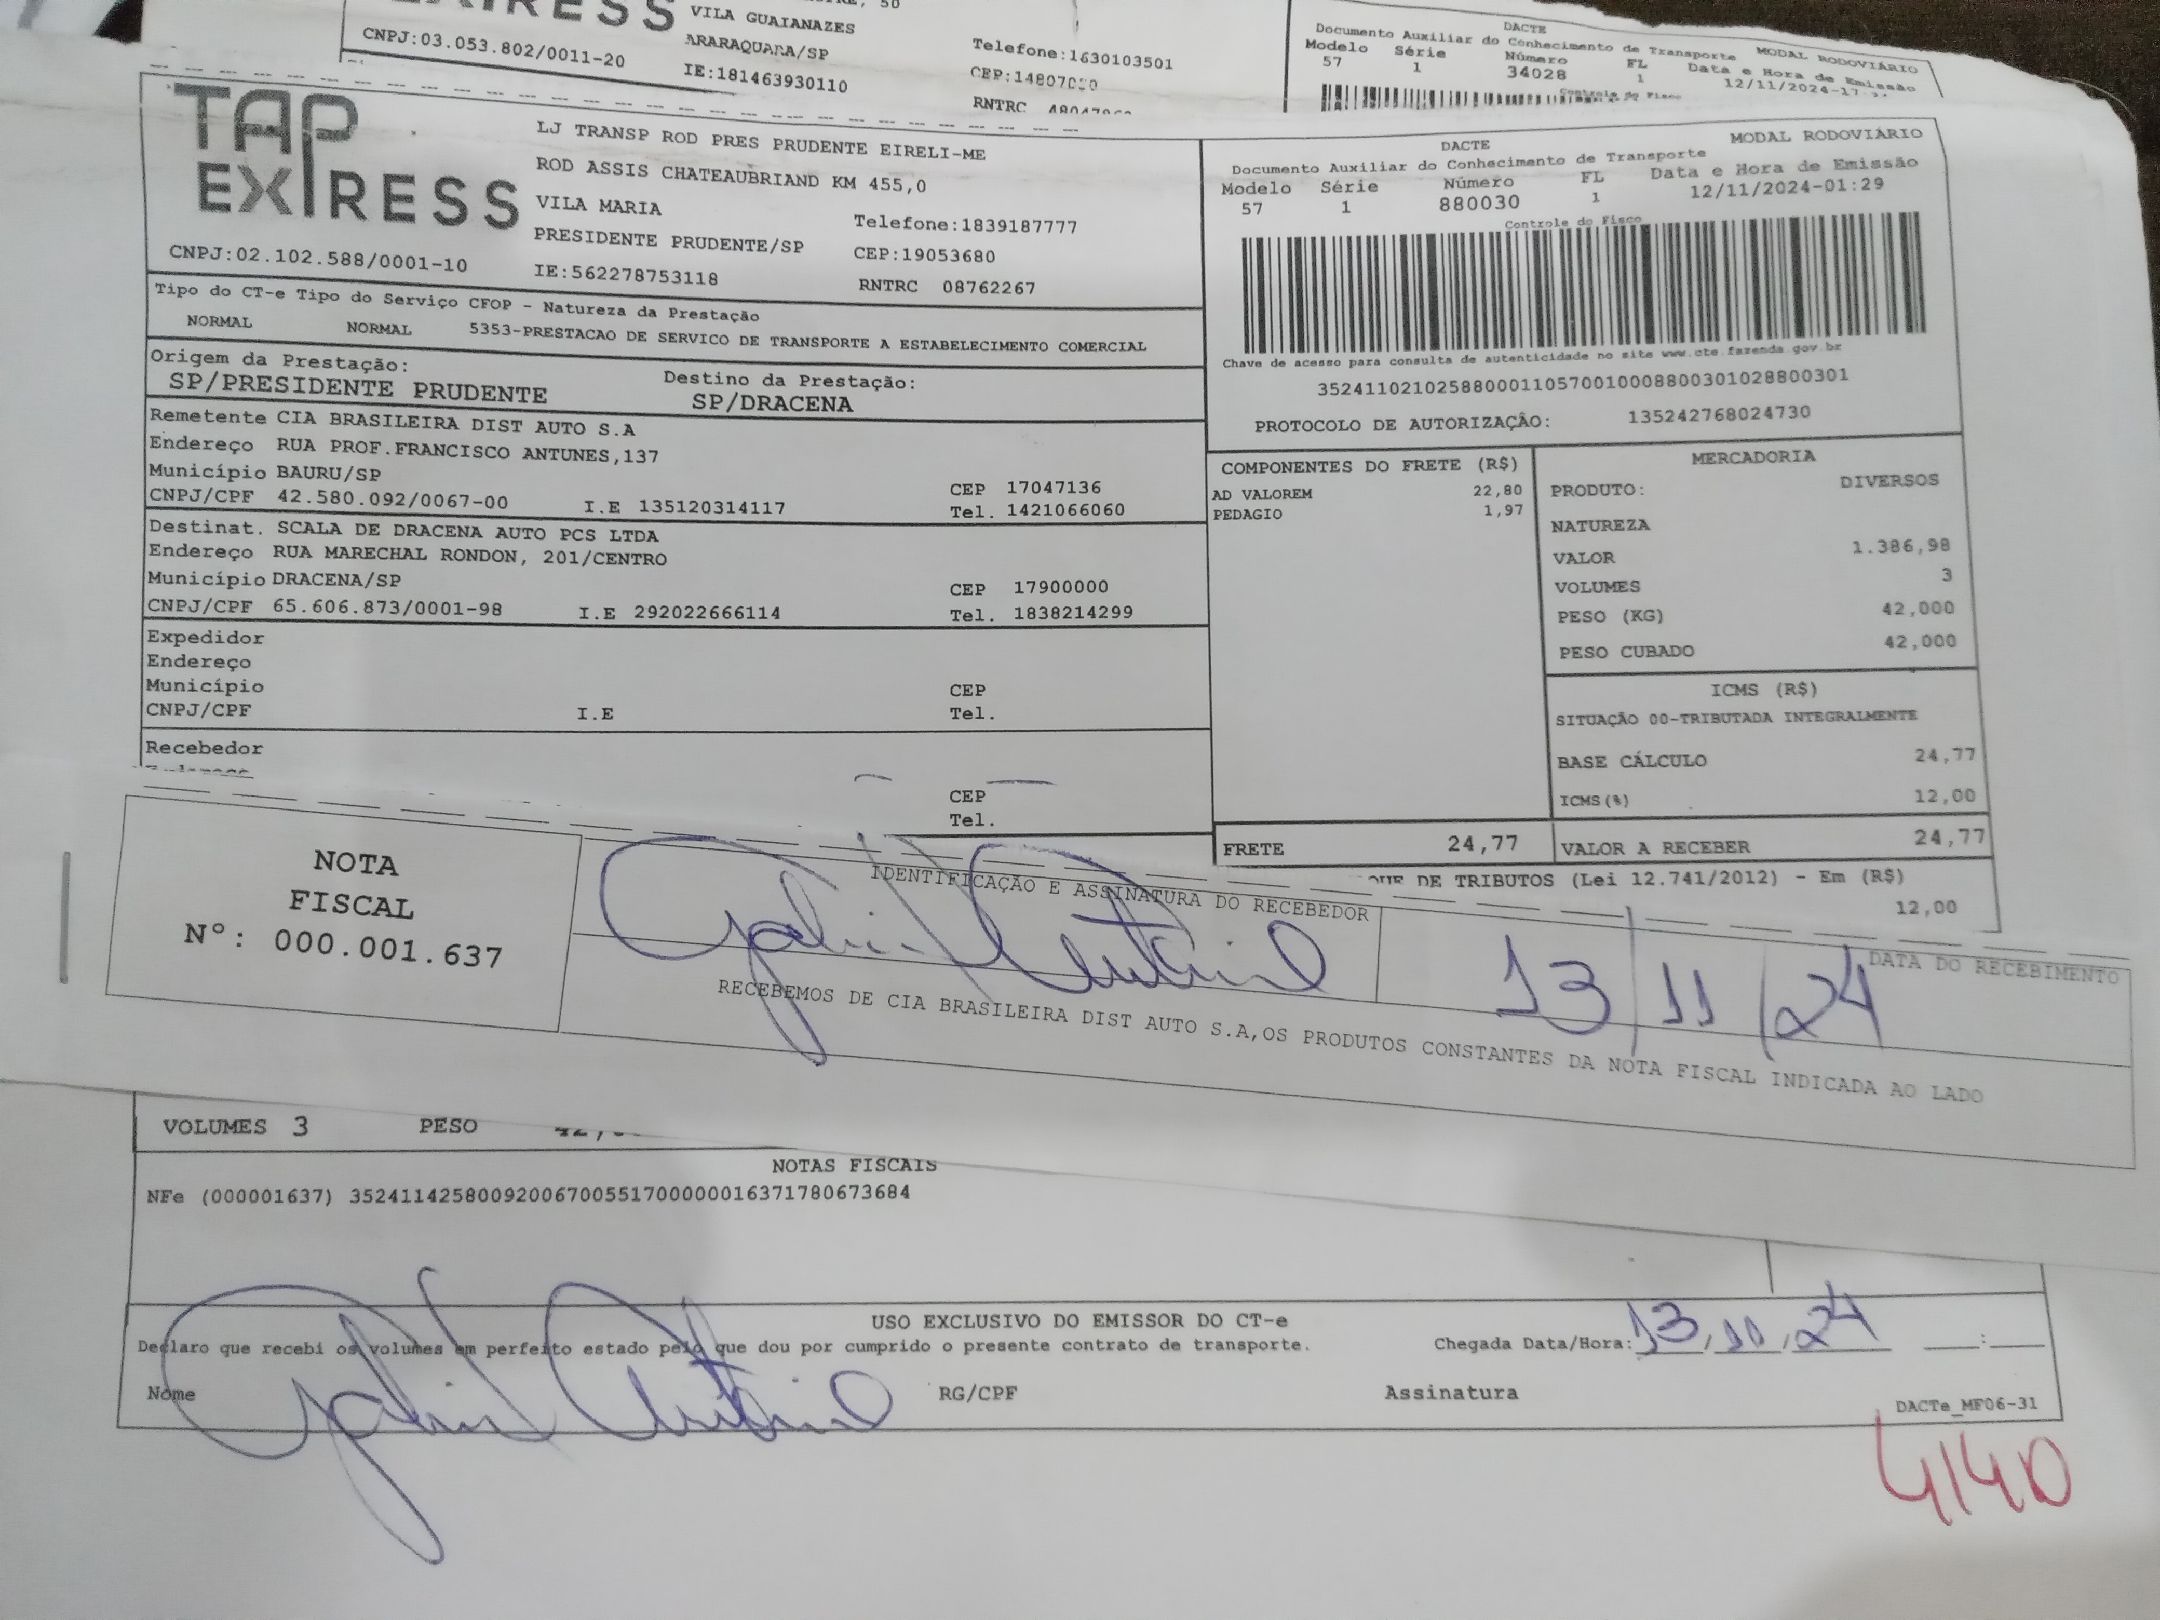 EXPRESS
VILA GUAIANAZES
CNPJ:03.053.802/0011-20
ARARAQUARA/SP
Telefone:1630103501
IE:181463930110
RNTRC
DACTE
Documento Auxiliar do Conhecimento de Transporte MODAL RODOVIÁRIO
Modelo Série Número FL Data e Hora de Emissão
57 1 34028 1 12/11/2024-17
Controle do Fisco
TAP EXPRESS
LJ TRANSP ROD PRES PRUDENTE EIRELI-ME
ROD ASSIS CHATEAUBRIAND KM 455,0
VILA MARIA
Telefone:1839187777
PRESIDENTE PRUDENTE/SP
CEP:19053680
CNPJ:02.102.588/0001-10
IE:562278753118
RNTRC 08762267
DACTE MODAL RODOVIÁRIO
Documento Auxiliar do Conhecimento de Transporte
Modelo Série Número FL Data e Hora de Emissão
57 1 880030 1 12/11/2024-01:29
Controle do Fisco
Chave de acesso para consulta de autenticidade no site www.cte.fazenda.gov.br
35241102102588000110570010008800301028800301
PROTOCOLO DE AUTORIZAÇÃO: 135242768024730
Tipo do CT-e Tipo do Serviço CFOP - Natureza da Prestação
NORMAL NORMAL 5353-PRESTACAO DE SERVICO DE TRANSPORTE A ESTABELECIMENTO COMERCIAL
Origem da Prestação: Destino da Prestação:
SP/PRESIDENTE PRUDENTE SP/DRACENA
Remetente CIA BRASILEIRA DIST AUTO S.A
Endereço RUA PROF.FRANCISCO ANTUNES,137
Município BAURU/SP CEP 17047136
CNPJ/CPF 42.580.092/0067-00 I.E 135120314117 Tel. 1421066060
Destinat. SCALA DE DRACENA AUTO PCS LTDA
Endereço RUA MARECHAL RONDON, 201/CENTRO
Município DRACENA/SP CEP 17900000
CNPJ/CPF 65.606.873/0001-98 I.E 292022666114 Tel. 1838214299
Expedidor
Endereço
Município CEP
CNPJ/CPF I.E Tel.
Recebedor
CEP
Tel.
COMPONENTES DO FRETE (R$)
AD VALOREM 22,80
PEDAGIO 1,97
MERCADORIA
PRODUTO: DIVERSOS
NATUREZA
VALOR 1.386,98
VOLUMES 3
PESO (KG) 42,000
PESO CUBADO 42,000
ICMS (R$)
SITUAÇÃO 00-TRIBUTADA INTEGRALMENTE
BASE CÁLCULO 24,77
ICMS(%) 12,00
FRETE 24,77 VALOR A RECEBER 24,77
DE TRIBUTOS (Lei 12.741/2012) - Em (R$)
12,00
NOTA
FISCAL
Nº: 000.001.637
IDENTIFICAÇÃO E ASSINATURA DO RECEBEDOR
DATA DO RECEBIMENTO
13/11/24
RECEBEMOS DE CIA BRASILEIRA DIST AUTO S.A,OS PRODUTOS CONSTANTES DA NOTA FISCAL INDICADA AO LADO
VOLUMES 3 PESO
NOTAS FISCAIS
NFe (000001637) 35241142580092006700551700000016371780673684
USO EXCLUSIVO DO EMISSOR DO CT-e
Declaro que recebi os volumes em perfeito estado pelo que dou por cumprido o presente contrato de transporte. Chegada Data/Hora: 13/11/24 :
Nome RG/CPF Assinatura
DACTe_MF06-31
4140